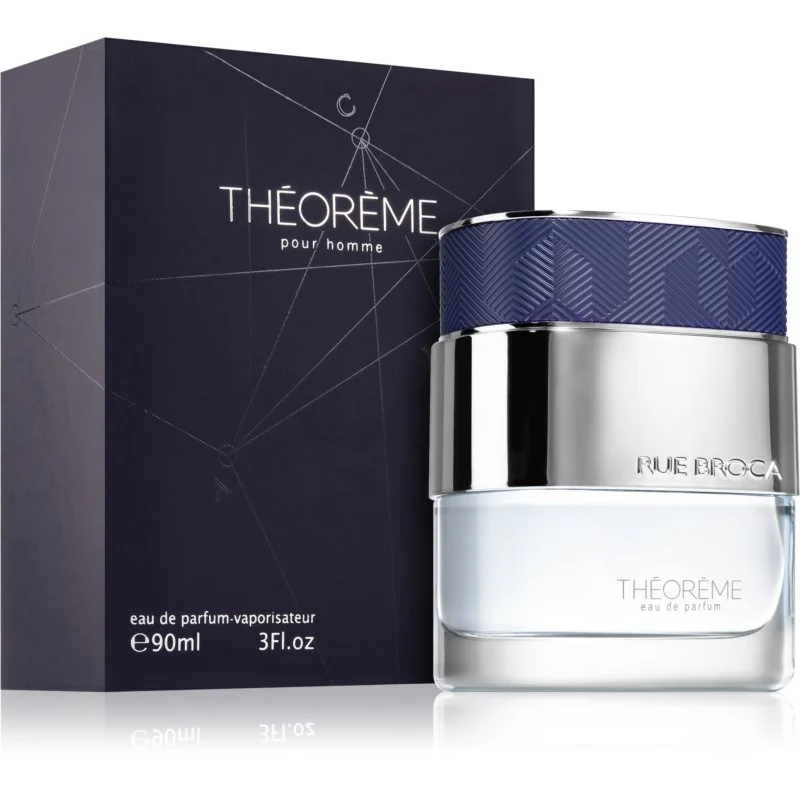 C
THÉORÈME
pour homme
eau de parfum-vaporisateur
℮90ml 3Fl.oz
RUE BROCA
THÉORÈME
eau de parfum